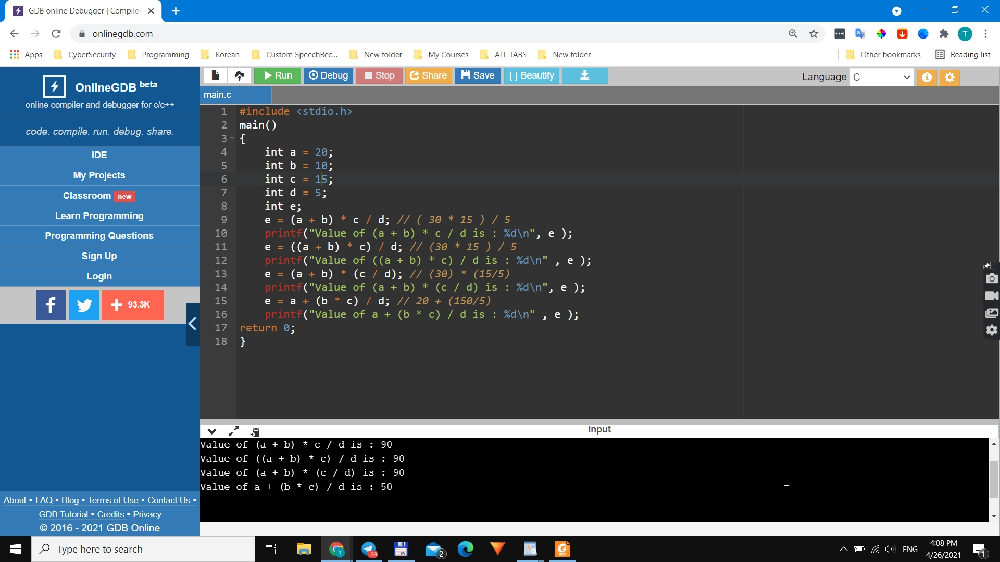 GDB online Debugger | Compiler
onlinegdb.com
Apps CyberSecurity Programming Korean Custom SpeechRec... New folder My Courses ALL TABS New folder Other bookmarks Reading list
OnlineGDB beta
online compiler and debugger for c/c++
code. compile. run. debug. share.
IDE
My Projects
Classroom new
Learn Programming
Programming Questions
Sign Up
Login
f + 93.3K
About • FAQ • Blog • Terms of Use • Contact Us •
GDB Tutorial • Credits • Privacy
© 2016 - 2021 GDB Online
Run Debug Stop Share Save { } Beautify Language C
main.c
1 #include <stdio.h>
2 main()
3 {
4 int a = 20;
5 int b = 10;
6 int c = 15;
7 int d = 5;
8 int e;
9 e = (a + b) * c / d; // ( 30 * 15 ) / 5
10 printf("Value of (a + b) * c / d is : %d\n", e );
11 e = ((a + b) * c) / d; // (30 * 15 ) / 5
12 printf("Value of ((a + b) * c) / d is : %d\n" , e );
13 e = (a + b) * (c / d); // (30) * (15/5)
14 printf("Value of (a + b) * (c / d) is : %d\n", e );
15 e = a + (b * c) / d; // 20 + (150/5)
16 printf("Value of a + (b * c) / d is : %d\n" , e );
17 return 0;
18 }
input
Value of (a + b) * c / d is : 90
Value of ((a + b) * c) / d is : 90
Value of (a + b) * (c / d) is : 90
Value of a + (b * c) / d is : 50
Type here to search
2
ENG
4:08 PM
4/26/2021
1